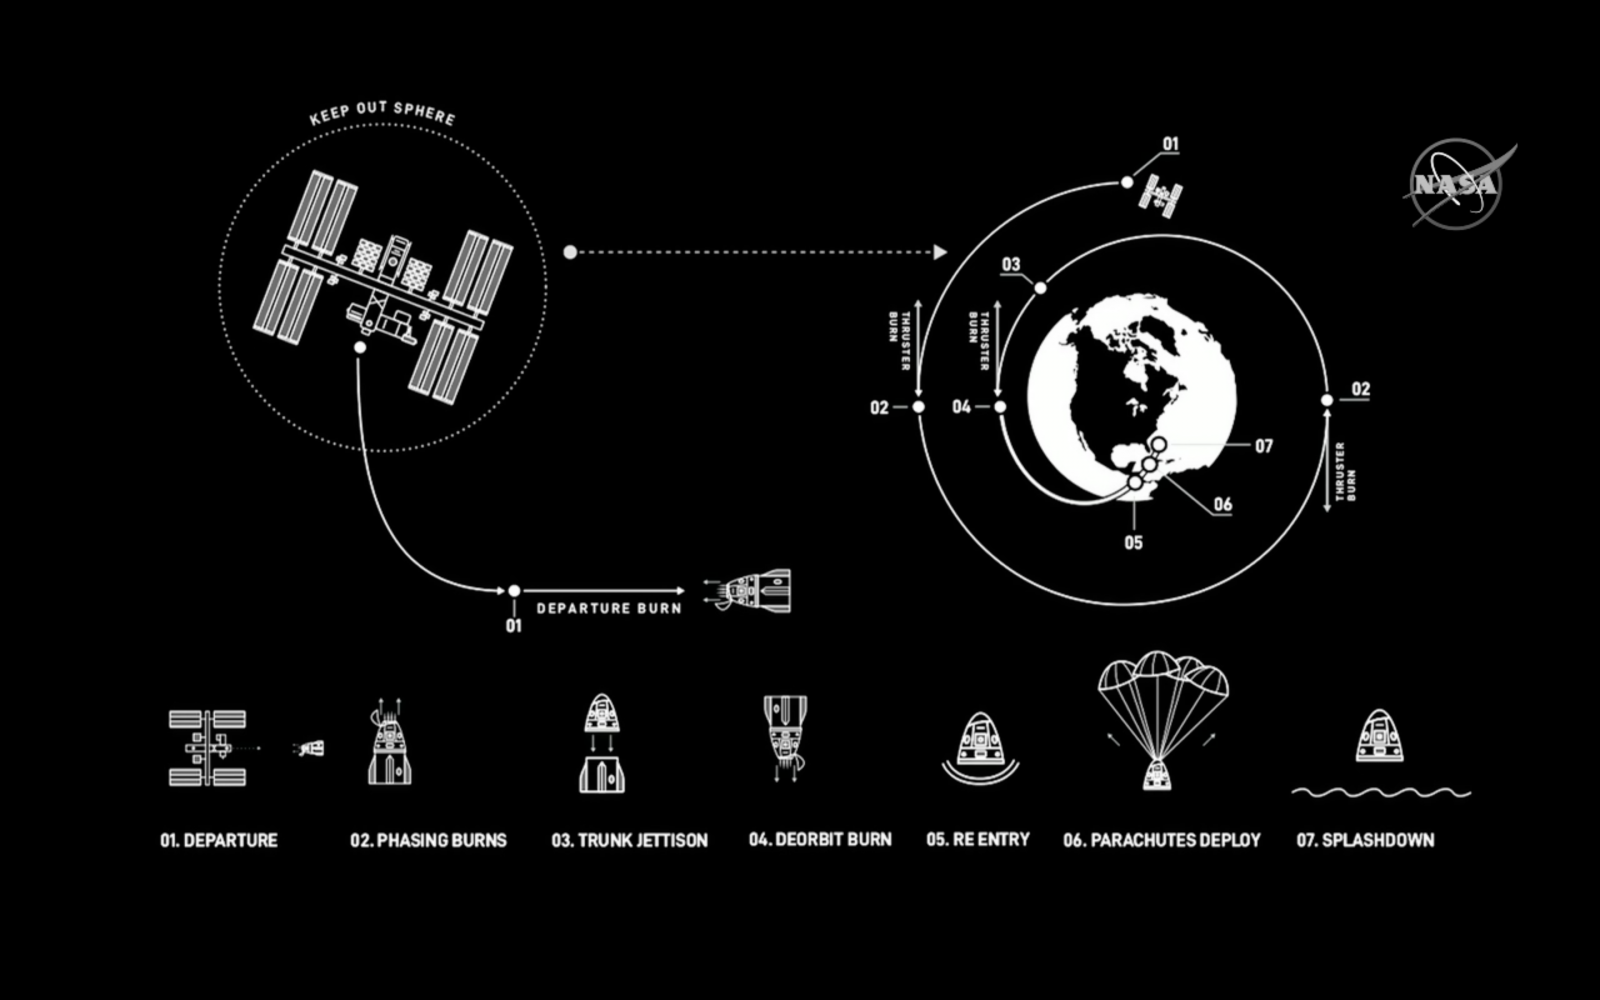 KEEP OUT SPHERE
01
NASA
03
THRUSTER
BURN
THRUSTER
BURN
02
04
02
THRUSTER
BURN
07
06
05
DEPARTURE BURN
01
01. DEPARTURE
02. PHASING BURNS
03. TRUNK JETTISON
04. DEORBIT BURN
05. RE ENTRY
06. PARACHUTES DEPLOY
07. SPLASHDOWN